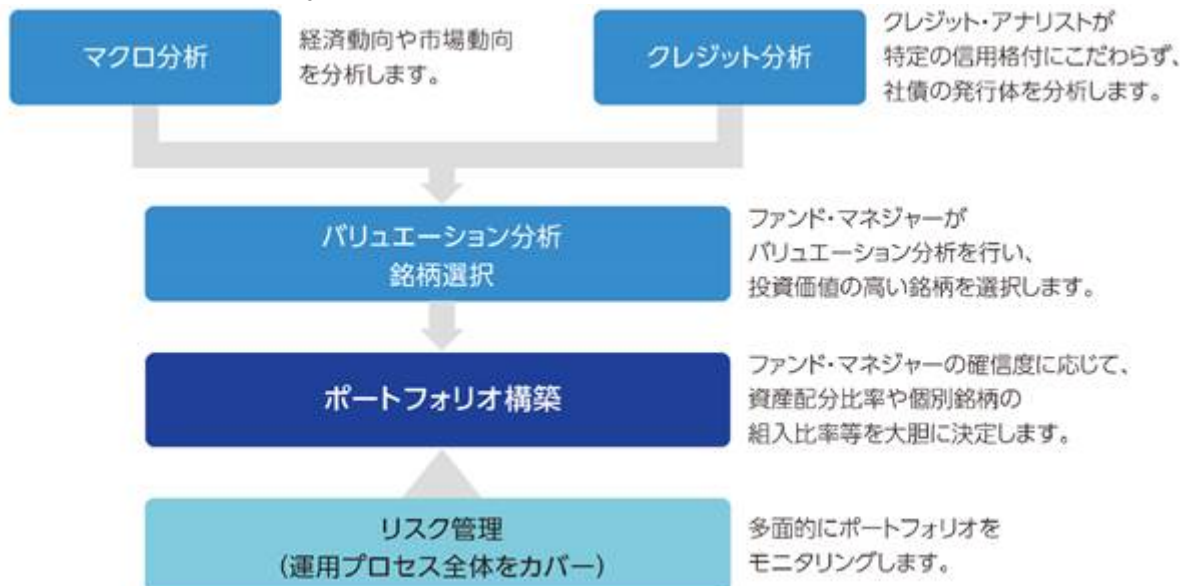 マクロ分析
経済動向や市場動向
を分析します。
クレジット分析
クレジット・アナリストが
特定の信用格付にこだわらず、
社債の発行体を分析します。
バリュエーション分析
銘柄選択
ファンド・マネジャーが
バリュエーション分析を行い、
投資価値の高い銘柄を選択します。
ポートフォリオ構築
ファンド・マネジャーの確信度に応じて、
資産配分比率や個別銘柄の
組入比率等を大胆に決定します。
リスク管理
(運用プロセス全体をカバー)
多面的にポートフォリオを
モニタリングします。